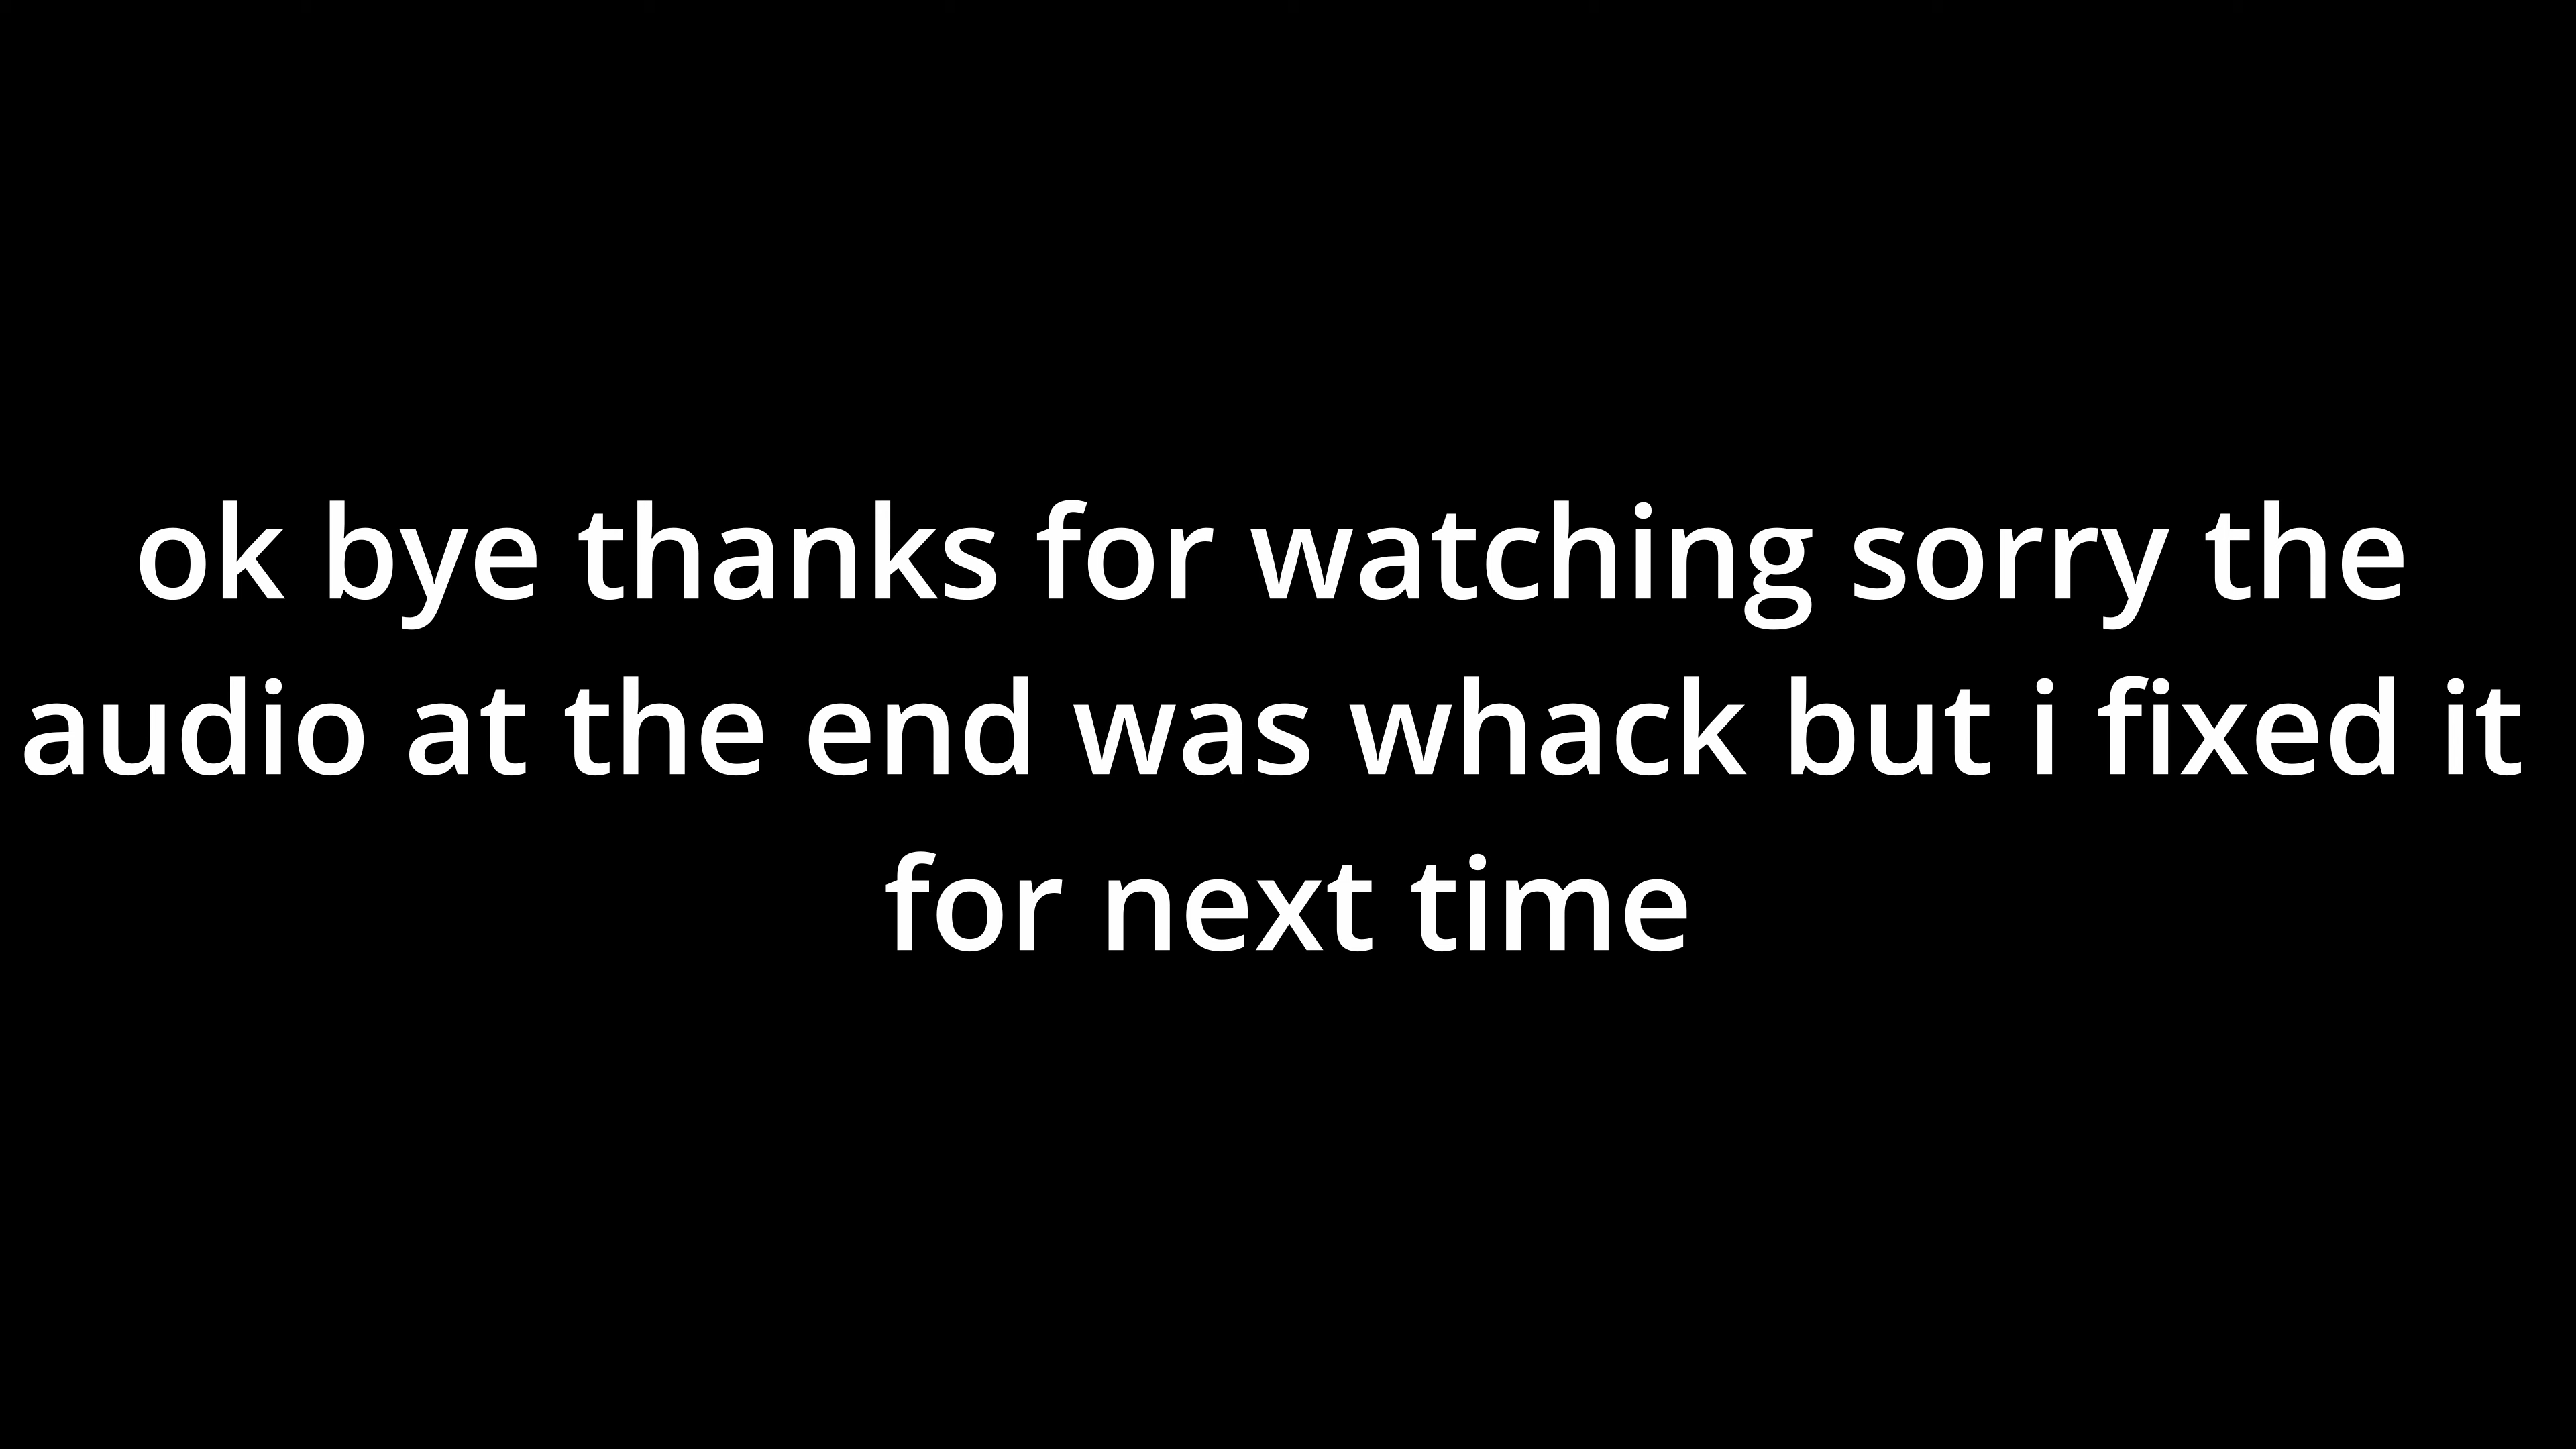 ok bye thanks for watching sorry the
audio at the end was whack but i fixed it
for next time